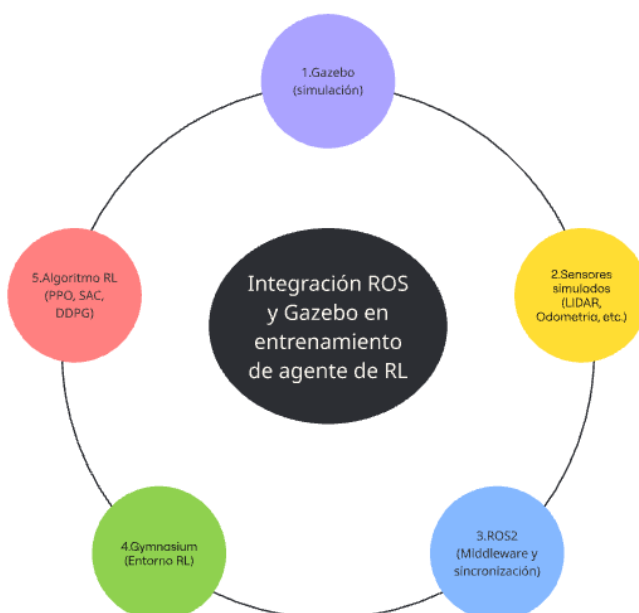 1.Gazebo
(simulación)
2.Sensores
simulados
(LIDAR,
Odometria, etc.)
3.ROS2
(Middleware y
sincronización)
4.Gymnasium
(Entorno RL)
5.Algoritmo RL
(PPO, SAC,
DDPG)
Integración ROS
y Gazebo en
entrenamiento
de agente de RL